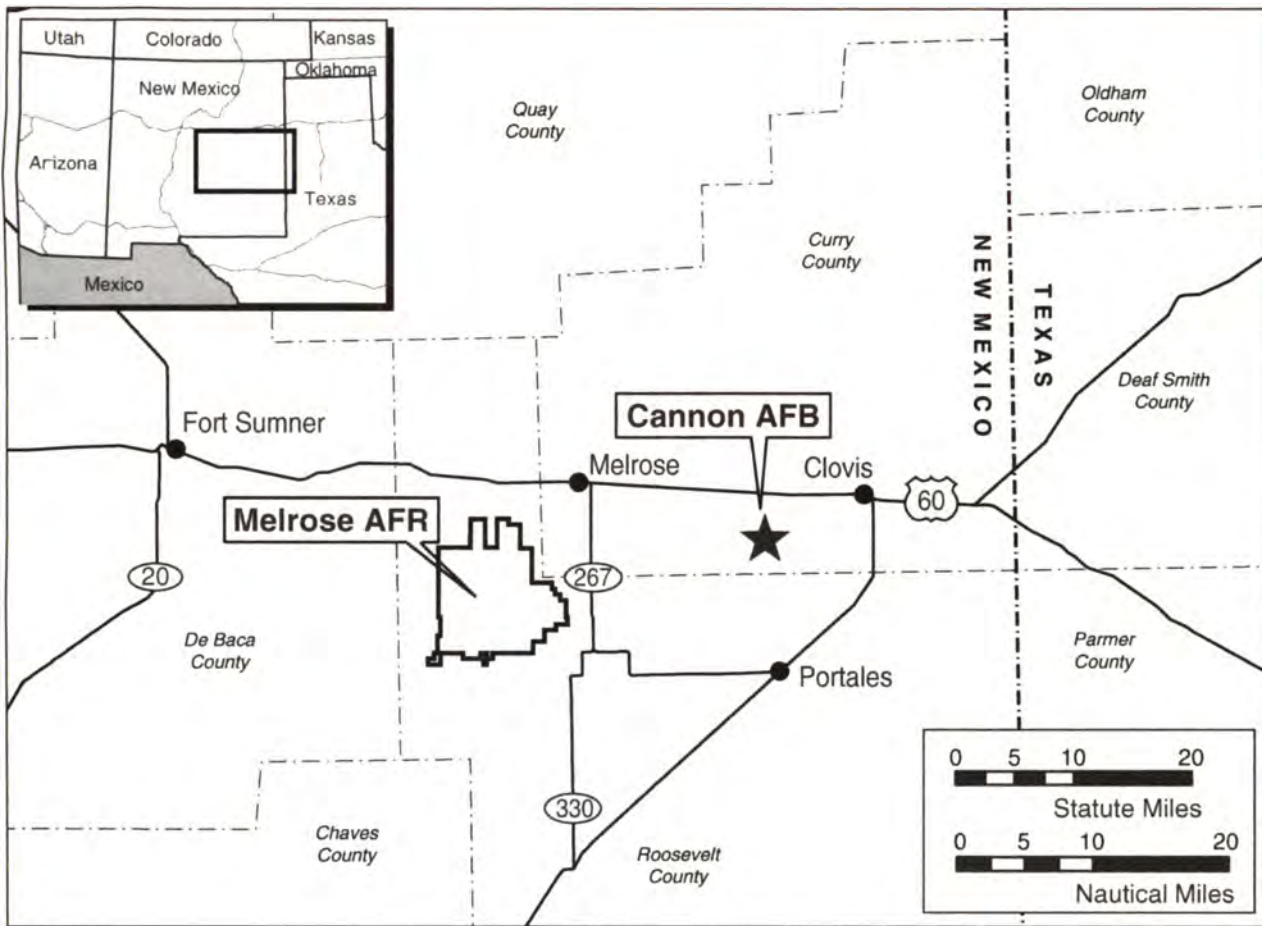 Utah
Colorado
Kansas
Oklahoma
New Mexico
Arizona
Texas
Mexico
Quay
County
Oldham
County
Curry
County
NEW MEXICO
TEXAS
Deaf Smith
County
Cannon AFB
Fort Sumner
Melrose
Clovis
60
Melrose AFR
20
267
De Baca
County
Parmer
County
Portales
330
Chaves
County
Roosevelt
County
0 5 10 20
Statute Miles
0 5 10 20
Nautical Miles